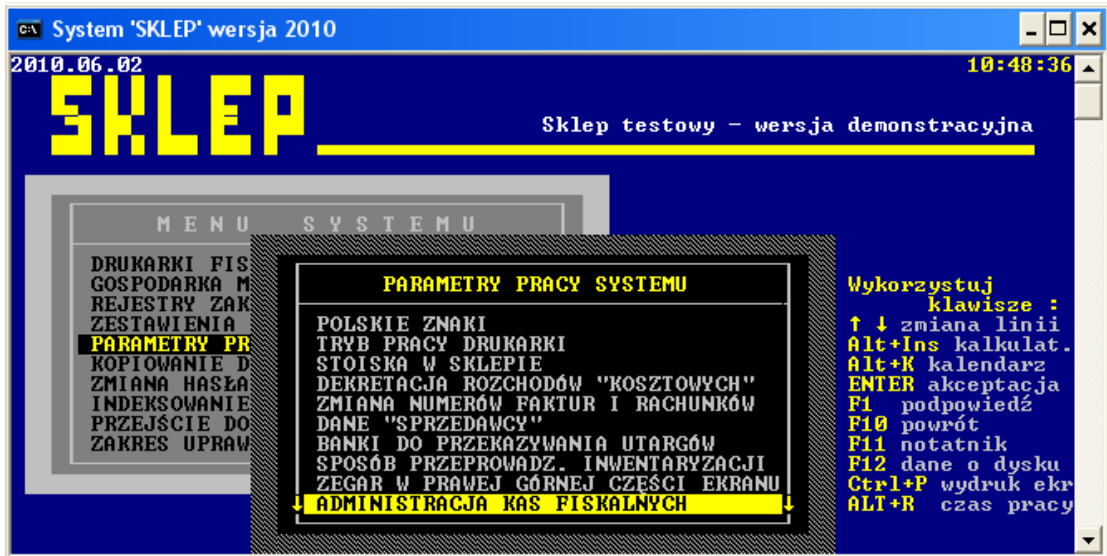 System 'SKLEP' wersja 2010
2010.06.02
10:48:36
SKLEP
Sklep testowy - wersja demonstracyjna
MENU SYSTEMU
DRUKARKI FIS
GOSPODARKA M
REJESTRY ZAK
ZESTAWIENIA
PARAMETRY PR
KOPIOWANIE D
ZMIANA HASŁA
INDEKSOWANIE
PRZEJŚCIE DO
ZAKRES UPRAW
PARAMETRY PRACY SYSTEMU
POLSKIE ZNAKI
TRYB PRACY DRUKARKI
STOISKA W SKLEPIE
DEKRETACJA ROZCHODÓW "KOSZTOWYCH"
ZMIANA NUMERÓW FAKTUR I RACHUNKÓW
DANE "SPRZEDAWCY"
BANKI DO PRZEKAZYWANIA UTARGÓW
SPOSÓB PRZEPROWADZ. INWENTARYZACJI
ZEGAR W PRAWEJ GÓRNEJ CZĘŚCI EKRANU
↓ ADMINISTRACJA KAS FISKALNYCH ↓
Wykorzystuj
klawisze :
↑ ↓ zmiana linii
Alt+Ins kalkulat.
Alt+K kalendarz
ENTER akceptacja
F1 podpowiedź
F10 powrót
F11 notatnik
F12 dane o dysku
Ctrl+P wydruk ekr
ALT+R czas pracy